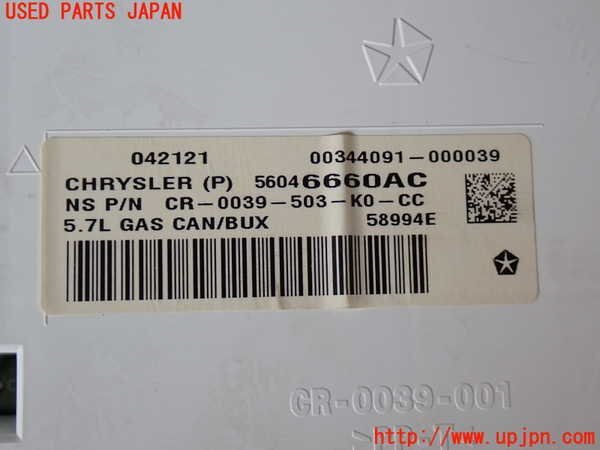 USED PARTS JAPAN
042121 00344091-000039
CHRYSLER (P) 56046660AC
NS P/N CR-0039-503-K0-CC
5.7L GAS CAN/BUX 58994E
CR-0039-001
UPJ http://www.upjpn.com/